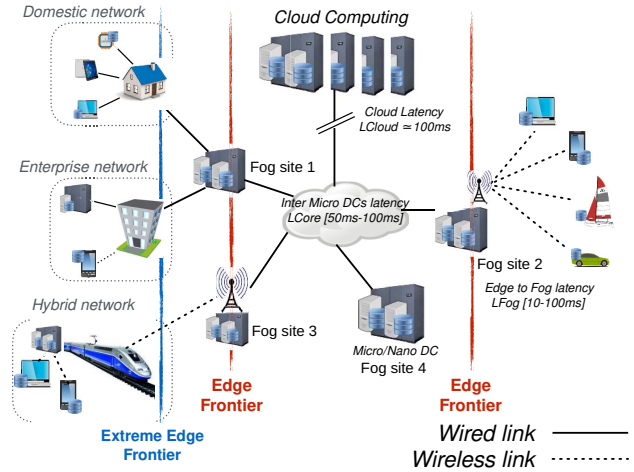 Domestic network
Cloud Computing
Cloud Latency
LCloud ≃ 100ms
Enterprise network
Fog site 1
Inter Micro DCs latency
LCore [50ms-100ms]
Fog site 2
Edge to Fog latency
LFog [10-100ms]
Hybrid network
Fog site 3
Micro/Nano DC
Fog site 4
Edge
Frontier
Edge
Frontier
Extreme Edge
Frontier
Wired link
Wireless link